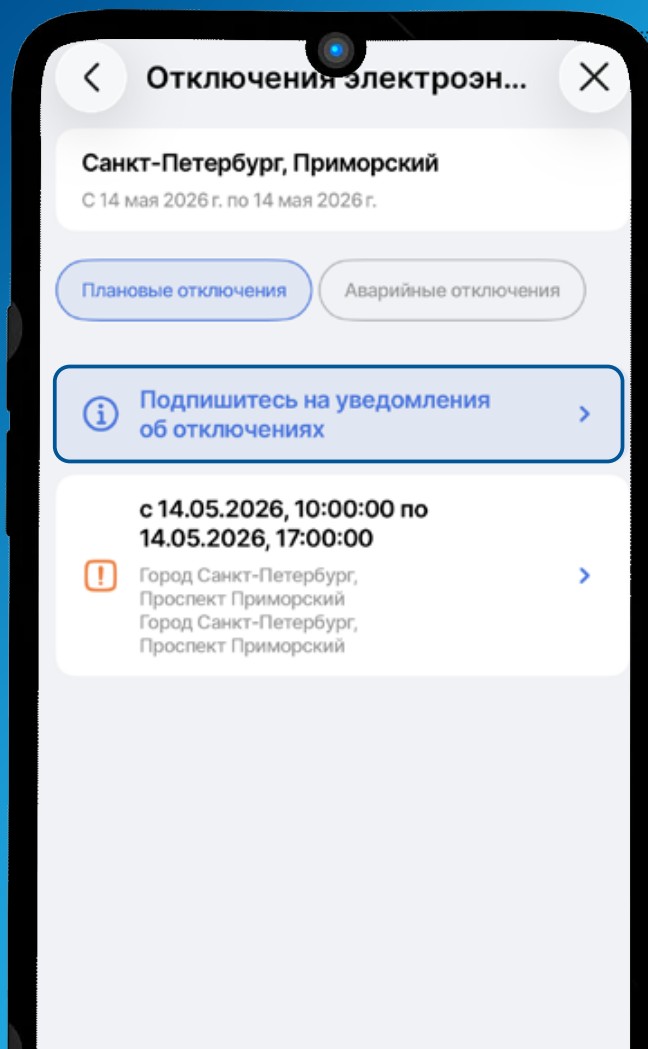 Отключения электроэн...
Санкт-Петербург, Приморский
С 14 мая 2026 г. по 14 мая 2026 г.
Плановые отключения
Аварийные отключения
Подпишитесь на уведомления
об отключениях
с 14.05.2026, 10:00:00 по
14.05.2026, 17:00:00
Город Санкт-Петербург,
Проспект Приморский
Город Санкт-Петербург,
Проспект Приморский